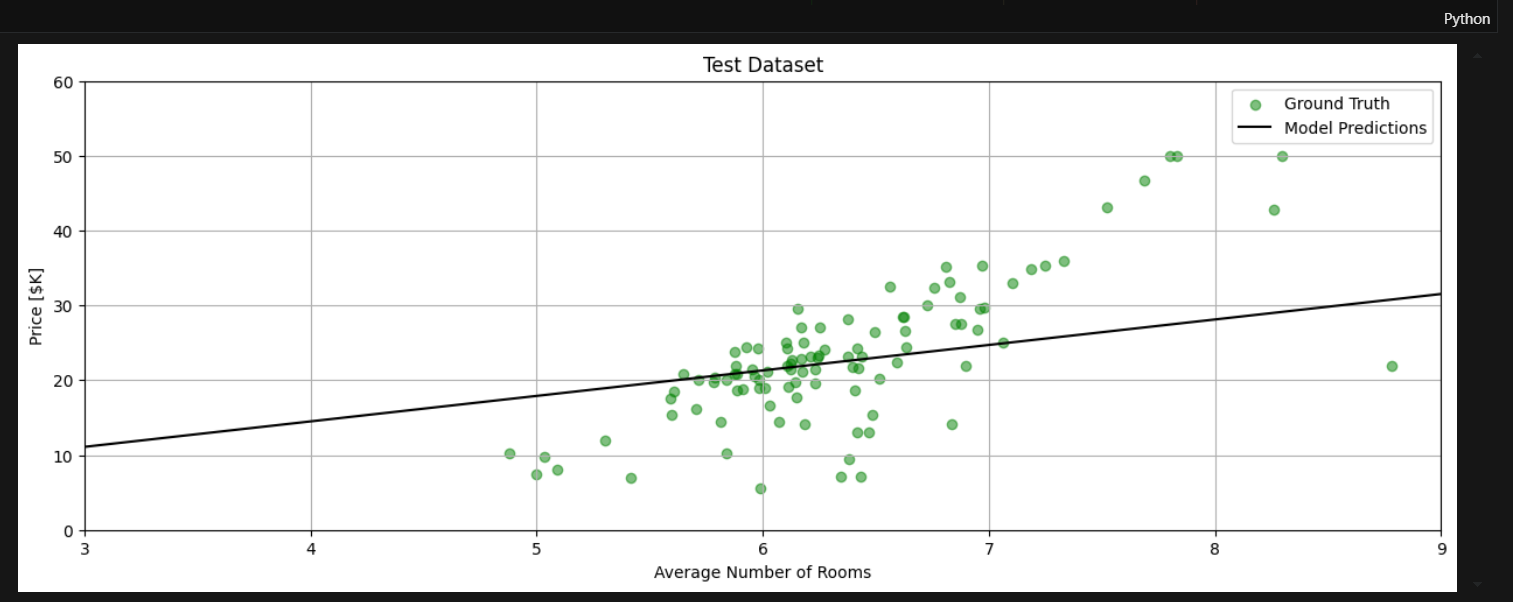 Python
Test Dataset
60
50
40
30
20
10
0
Price [$K]
Ground Truth
Model Predictions
3 4 5 6 7 8 9
Average Number of Rooms